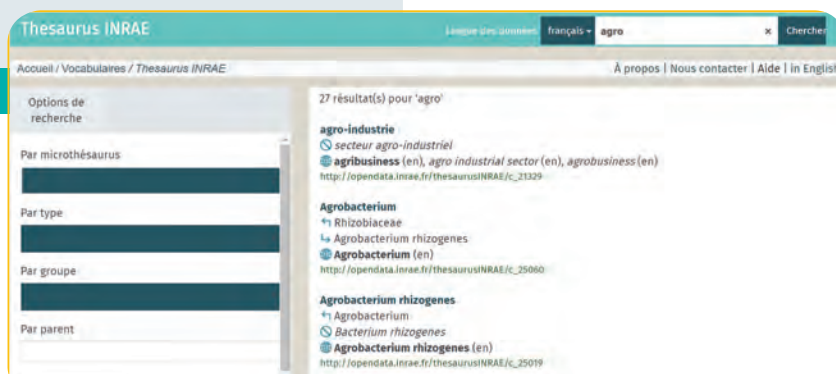 Thesaurus INRAE
Langue des données français agro × Chercher
Accueil / Vocabulaires / Thesaurus INRAE
À propos | Nous contacter | Aide | in English
Options de
recherche
Par microthésaurus
Par type
Par groupe
Par parent
27 résultat(s) pour 'agro'
agro-industrie
secteur agro-industriel
agribusiness (en), agro industrial sector (en), agrobusiness (en)
http://opendata.inrae.fr/thesaurusINRAE/c_21329
Agrobacterium
Rhizobiaceae
Agrobacterium rhizogenes
Agrobacterium (en)
http://opendata.inrae.fr/thesaurusINRAE/c_25060
Agrobacterium rhizogenes
Agrobacterium
Bacterium rhizogenes
Agrobacterium rhizogenes (en)
http://opendata.inrae.fr/thesaurusINRAE/c_25019